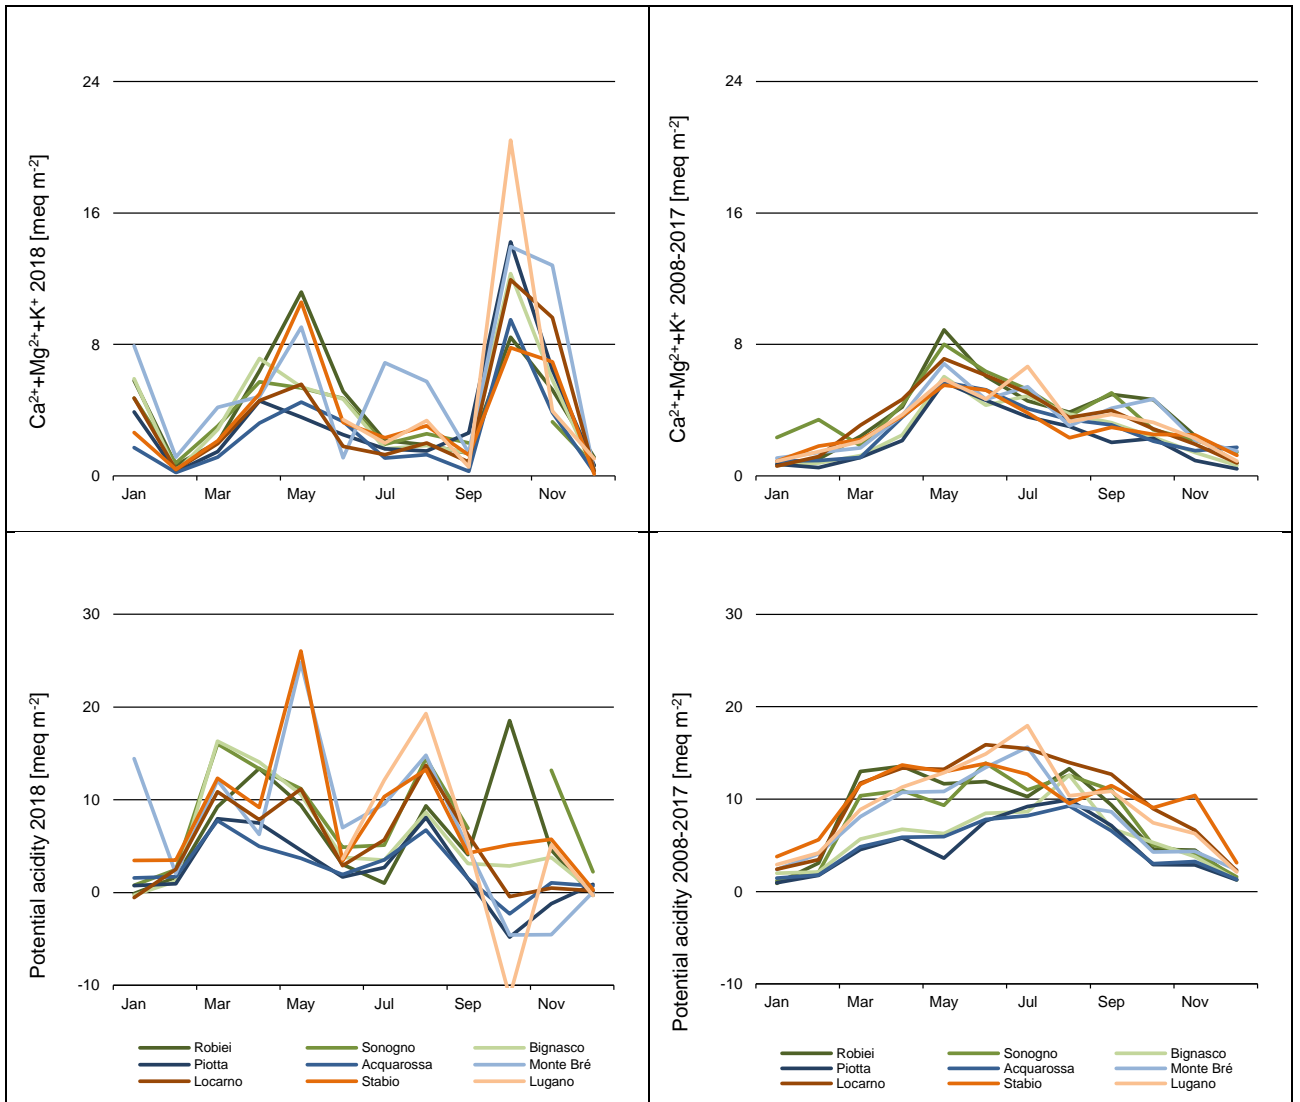 Ca²⁺+Mg²⁺+K⁺ 2018 [meq m⁻²]
24
16
8
0
Jan Mar May Jul Sep Nov
Ca²⁺+Mg²⁺+K⁺ 2008-2017 [meq m⁻²]
24
16
8
0
Jan Mar May Jul Sep Nov
Potential acidity 2018 [meq m⁻²]
30
20
10
0
-10
Jan Mar May Jul Sep Nov
Robiei Sonogno Bignasco
Piotta Acquarossa Monte Bré
Locarno Stabio Lugano
Potential acidity 2008-2017 [meq m⁻²]
30
20
10
0
-10
Jan Mar May Jul Sep Nov
Robiei Sonogno Bignasco
Piotta Acquarossa Monte Bré
Locarno Stabio Lugano